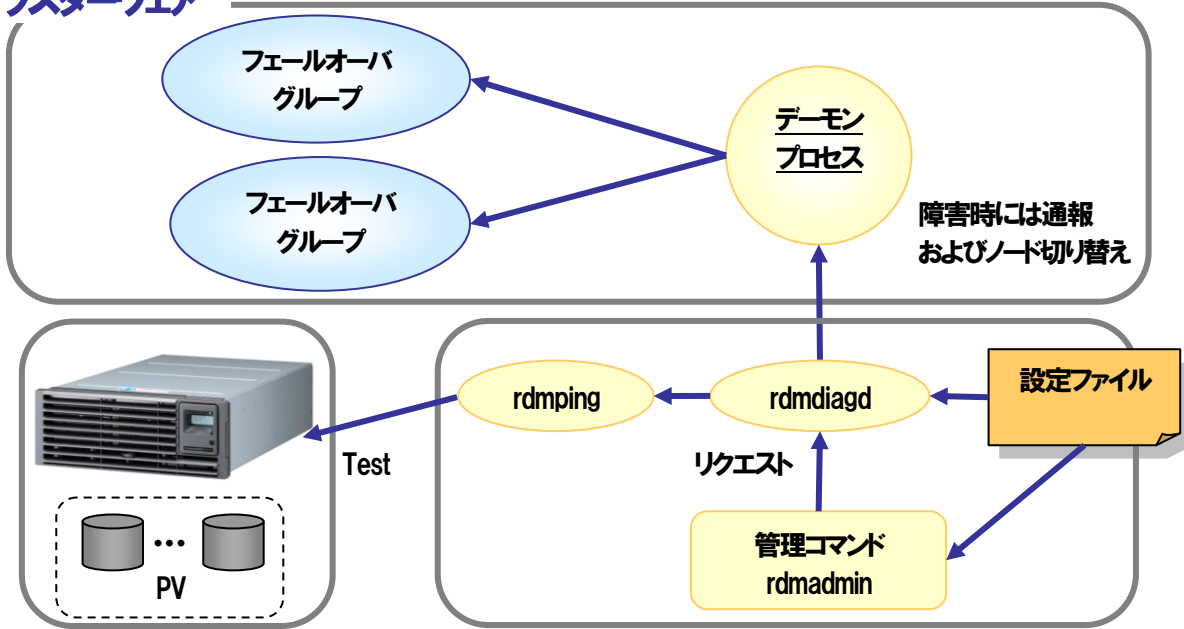 フェールオーバ
グループ
フェールオーバ
グループ
デーモン
プロセス
障害時には通報
およびノード切り替え
rdmping
rdmdiagd
設定ファイル
Test
リクエスト
管理コマンド
rdmadmin
PV